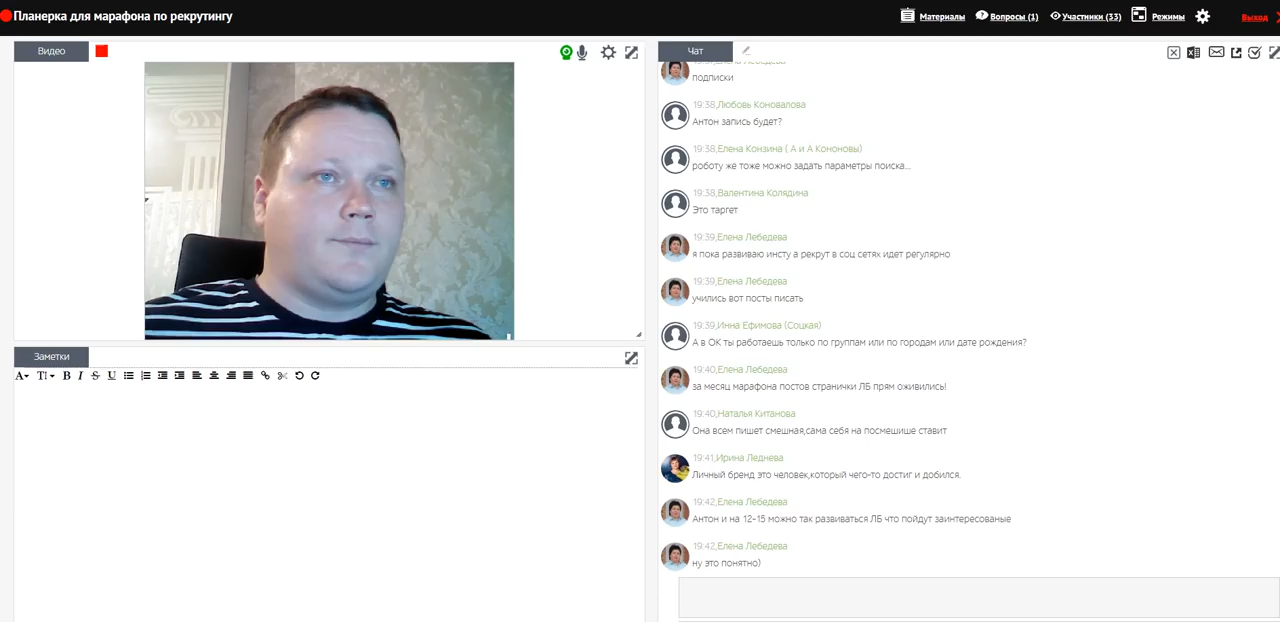 Планерка для марафона по рекрутингу
Материалы
Вопросы (1)
Участники (33)
Режимы
Выход
Видео
Чат
подписки
19:38,Любовь Коновалова
Антон запись будет?
19:38,Елена Конзина ( А и А Кононовы)
роботу же тоже можно задать параметры поиска...
19:38,Валентина Колядина
Это таргет
19:39,Елена Лебедева
я пока развиваю инсту а рекрут в соц сетях идет регулярно
19:39,Елена Лебедева
учились вот посты писать
19:39,Инна Ефимова (Соцкая)
А в ОК ты работаешь только по группам или по городам или дате рождения?
19:40,Елена Лебедева
за месяц марафона постов странички ЛБ прям оживились!
19:40,Наталья Китанова
Она всем пишет смешная,сама себя на посмешище ставит
19:41,Ирина Леднева
Личный бренд это человек,который чего-то достиг и добился.
19:42,Елена Лебедева
Антон и на 12-15 можно так развиваться ЛБ что пойдут заинтересованые
19:42,Елена Лебедева
ну это понятно)
Заметки